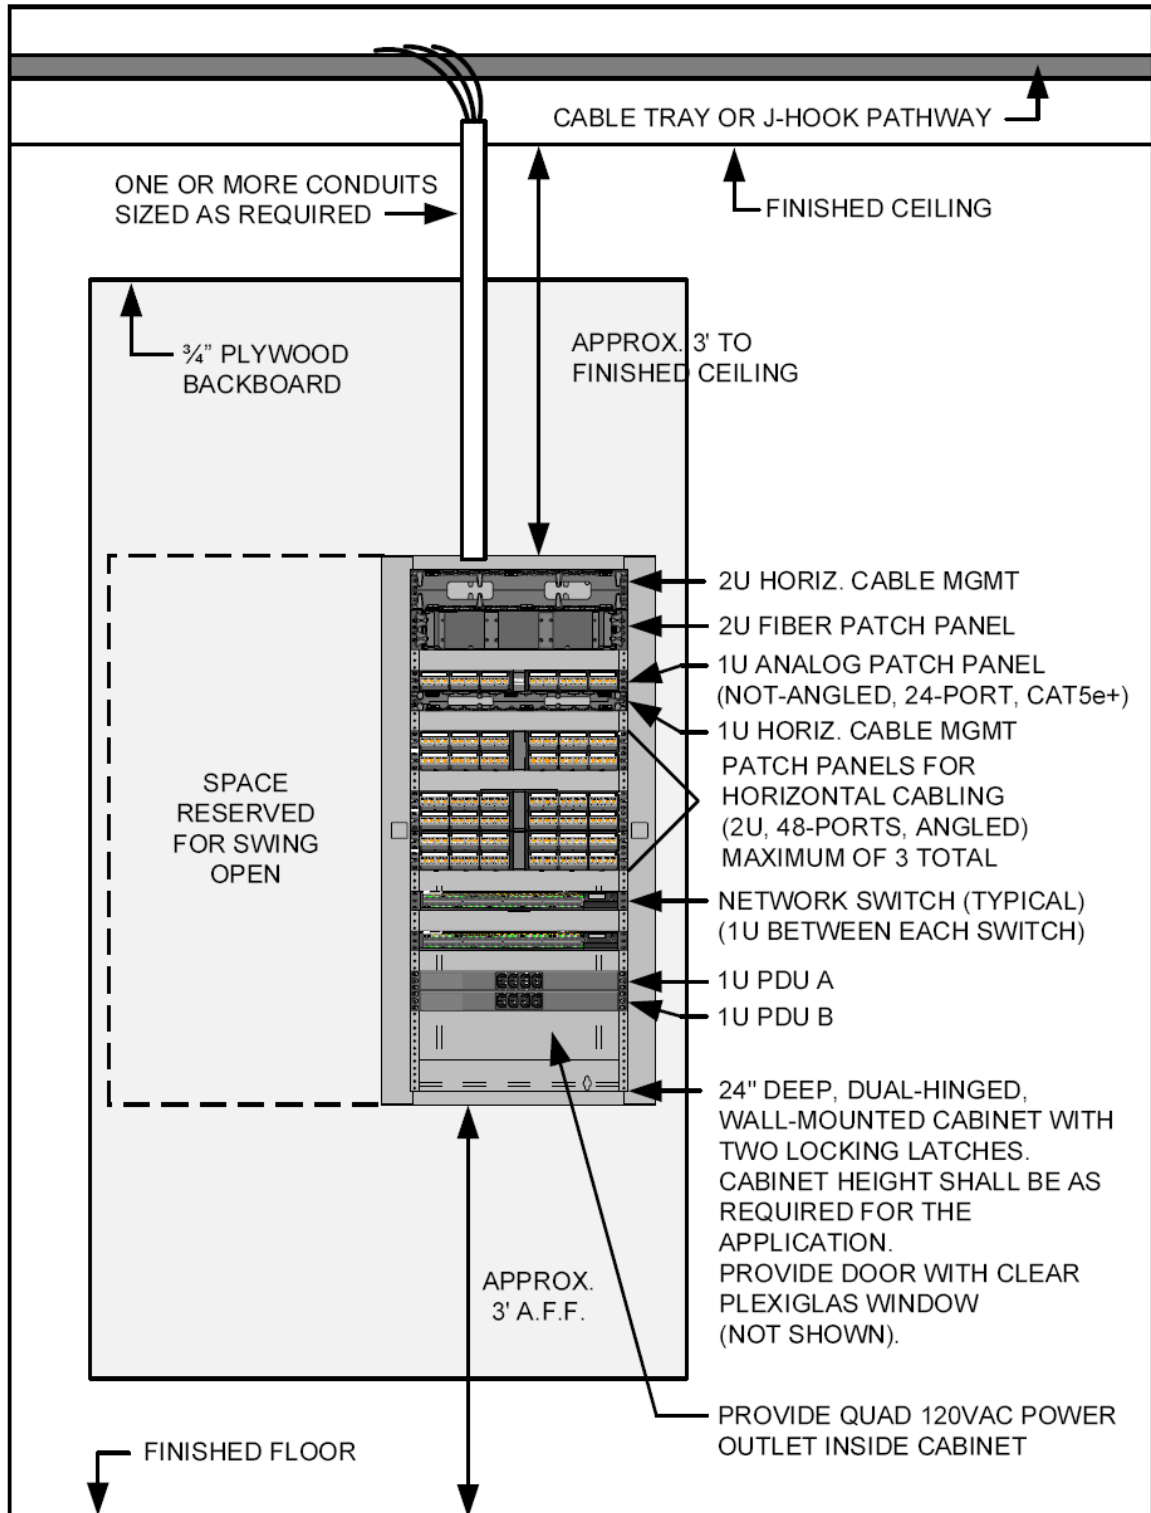 CABLE TRAY OR J-HOOK PATHWAY
ONE OR MORE CONDUITS
SIZED AS REQUIRED
FINISHED CEILING
¾” PLYWOOD
BACKBOARD
APPROX. 3' TO
FINISHED CEILING
2U HORIZ. CABLE MGMT
2U FIBER PATCH PANEL
1U ANALOG PATCH PANEL
(NOT-ANGLED, 24-PORT, CAT5e+)
1U HORIZ. CABLE MGMT
PATCH PANELS FOR
HORIZONTAL CABLING
(2U, 48-PORTS, ANGLED)
MAXIMUM OF 3 TOTAL
SPACE
RESERVED
FOR SWING
OPEN
NETWORK SWITCH (TYPICAL)
(1U BETWEEN EACH SWITCH)
1U PDU A
1U PDU B
24" DEEP, DUAL-HINGED,
WALL-MOUNTED CABINET WITH
TWO LOCKING LATCHES.
CABINET HEIGHT SHALL BE AS
REQUIRED FOR THE
APPLICATION.
PROVIDE DOOR WITH CLEAR
PLEXIGLAS WINDOW
(NOT SHOWN).
APPROX.
3' A.F.F.
PROVIDE QUAD 120VAC POWER
OUTLET INSIDE CABINET
FINISHED FLOOR